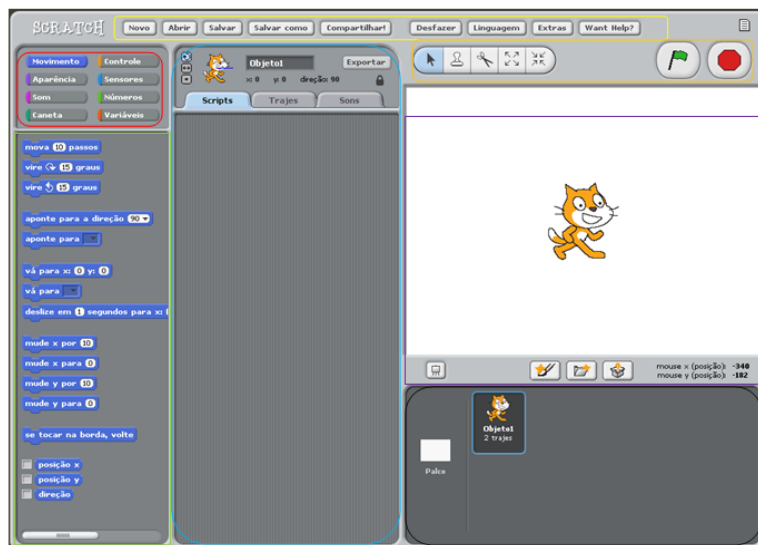 SCRATCH
Novo Abrir Salvar Salvar como Compartilhar! Desfazer Linguagem Extras Want Help?
Movimento Controle
Aparência Sensores
Som Números
Caneta Variáveis
mova 10 passos
vire 15 graus
vire 15 graus
aponte para a direção 90
aponte para
vá para x: 0 y: 0
vá para
deslize em 1 segundos para x:
mude x por 10
mude x para 0
mude y por 10
mude y para 0
se tocar na borda, volte
posição x
posição y
direção
Objeto1 Exportar
x: 0 y: 0 direção: 90
Scripts Trajes Sons
mouse x (posição): -340
mouse y (posição): -182
Palco
Objeto1
2 trajes